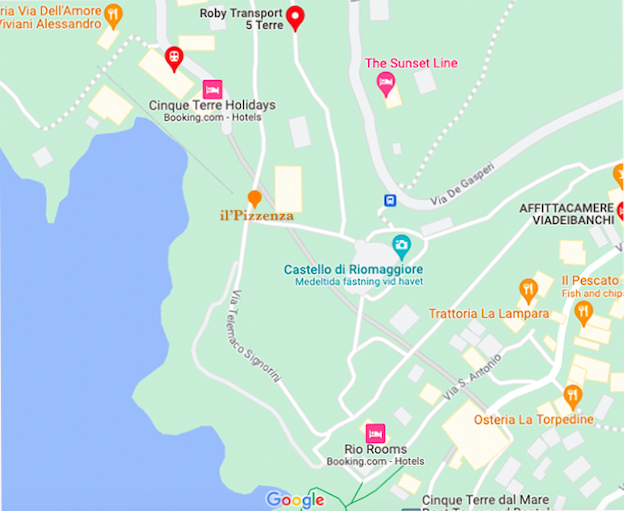 ria Via Dell'Amore
Viviani Alessandro
Roby Transport
5 Terre
The Sunset Line
Cinque Terre Holidays
Booking.com - Hotels
Via De Gasperi
AFFITTACAMERE
VIADEIBANCHI
il'Pizzenza
Castello di Riomaggiore
Medeltida fästning vid havet
Il Pescato
Fish and chip
Trattoria La Lampara
Via Telemaco Signorini
Via S. Antonio
Osteria La Torpedine
Rio Rooms
Booking.com - Hotels
Google
Cinque Terre dal Mare